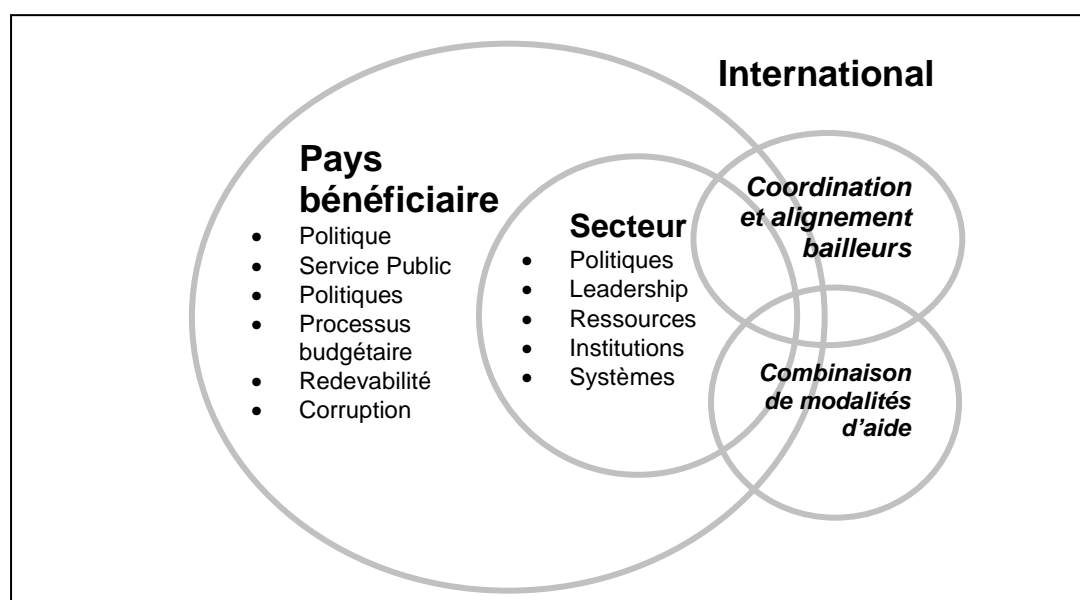 International
Pays
bénéficiaire
• Politique
• Service Public
• Politiques
• Processus
budgétaire
• Redevabilité
• Corruption
Secteur
• Politiques
• Leadership
• Ressources
• Institutions
• Systèmes
Coordination
et alignement
bailleurs
Combinaison
de modalités
d’aide